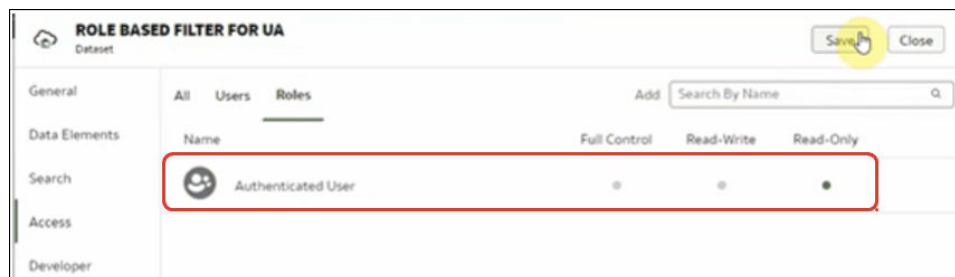 ROLE BASED FILTER FOR UA
Dataset
Save
Close
General
All Users Roles
Add Search By Name
Data Elements
Name Full Control Read-Write Read-Only
Search
Authenticated User
Access
Developer